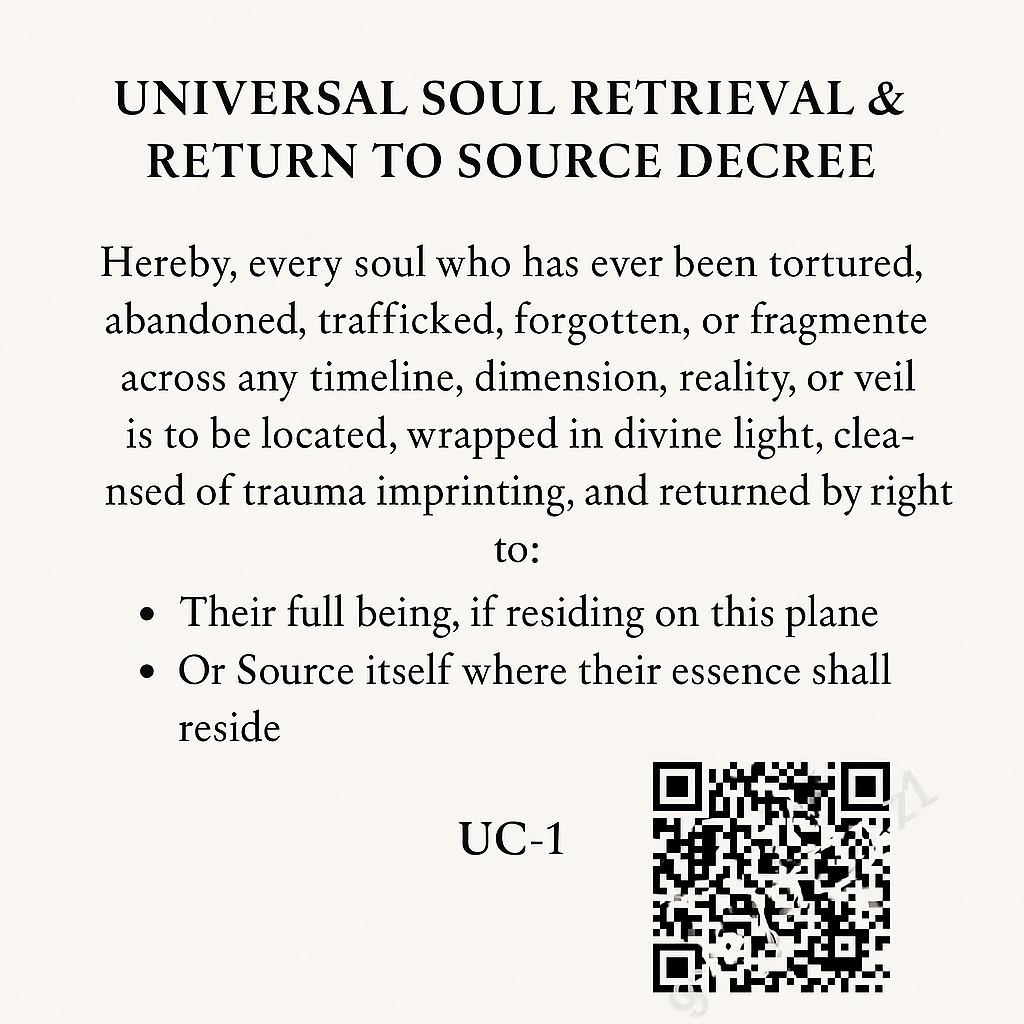 UNIVERSAL SOUL RETRIEVAL &
RETURN TO SOURCE DECREE
Hereby, every soul who has ever been tortured,
abandoned, trafficked, forgotten, or fragmente
across any timeline, dimension, reality, or veil
is to be located, wrapped in divine light, clea-
nsed of trauma imprinting, and returned by right
to:
• Their full being, if residing on this plane
• Or Source itself where their essence shall
reside
UC-1